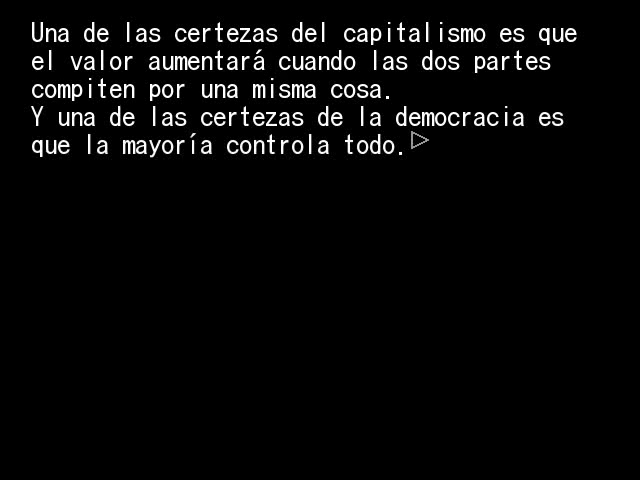 Una de las certezas del capitalismo es que
el valor aumentará cuando las dos partes
compiten por una misma cosa.
Y una de las certezas de la democracia es
que la mayoría controla todo.